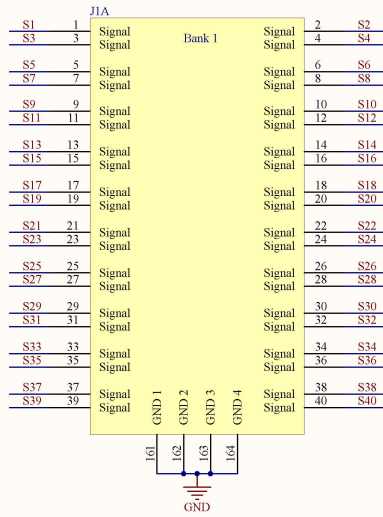 J1A
Bank 1
S1 1 Signal Signal 2 S2
S3 3 Signal Signal 4 S4
S5 5 Signal Signal 6 S6
S7 7 Signal Signal 8 S8
S9 9 Signal Signal 10 S10
S11 11 Signal Signal 12 S12
S13 13 Signal Signal 14 S14
S15 15 Signal Signal 16 S16
S17 17 Signal Signal 18 S18
S19 19 Signal Signal 20 S20
S21 21 Signal Signal 22 S22
S23 23 Signal Signal 24 S24
S25 25 Signal Signal 26 S26
S27 27 Signal Signal 28 S28
S29 29 Signal Signal 30 S30
S31 31 Signal Signal 32 S32
S33 33 Signal Signal 34 S34
S35 35 Signal Signal 36 S36
S37 37 Signal Signal 38 S38
S39 39 Signal Signal 40 S40
GND 1 GND 2 GND 3 GND 4
161 162 163 164
GND